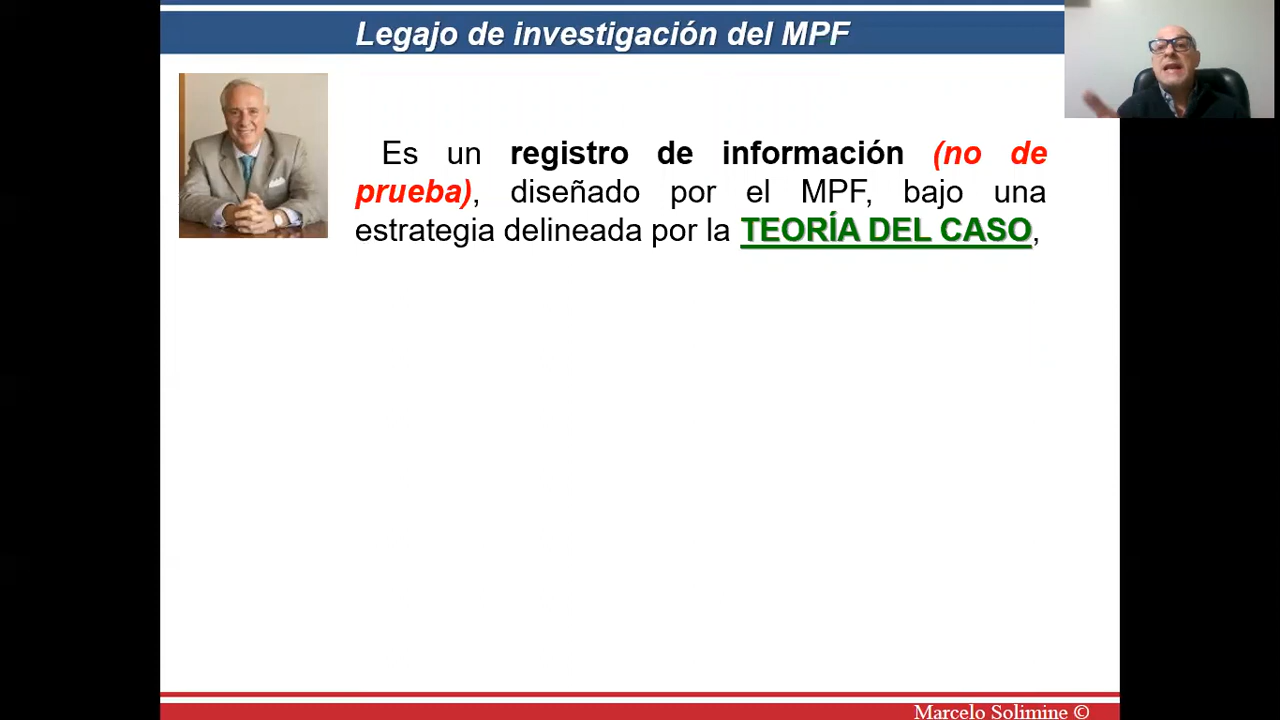 Legajo de investigación del MPF
Es un registro de información (no de
prueba), diseñado por el MPF, bajo una
estrategia delineada por la TEORÍA DEL CASO,
Marcelo Solimine ©